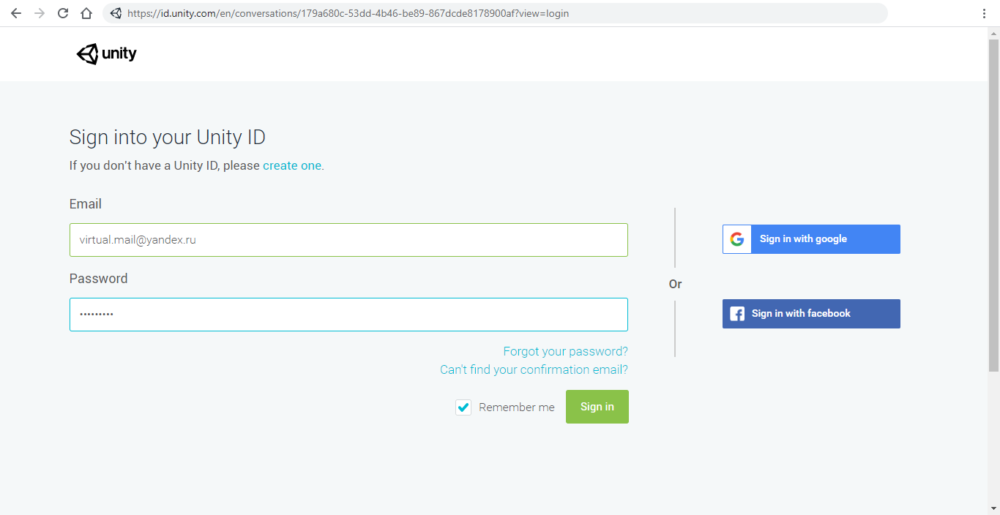 https://id.unity.com/en/conversations/179a680c-53dd-4b46-be89-867dcde8178900af?view=login
unity
Sign into your Unity ID
If you don't have a Unity ID, please create one.
Email
virtual.mail@yandex.ru
Password
•••••••••
Forgot your password?
Can't find your confirmation email?
Remember me
Sign in
Or
Sign in with google
Sign in with facebook